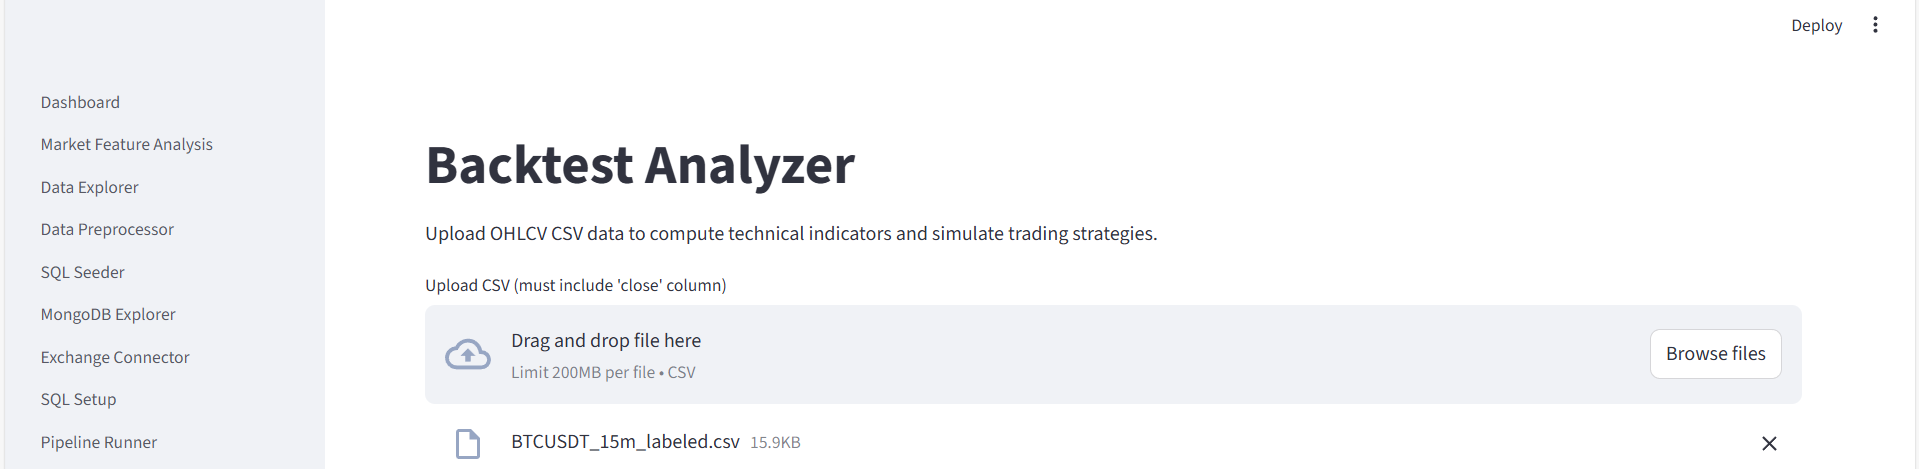 Deploy
Dashboard
Market Feature Analysis
Data Explorer
Data Preprocessor
SQL Seeder
MongoDB Explorer
Exchange Connector
SQL Setup
Pipeline Runner
Backtest Analyzer
Upload OHLCV CSV data to compute technical indicators and simulate trading strategies.
Upload CSV (must include 'close' column)
Drag and drop file here
Limit 200MB per file • CSV
Browse files
BTCUSDT_15m_labeled.csv 15.9KB